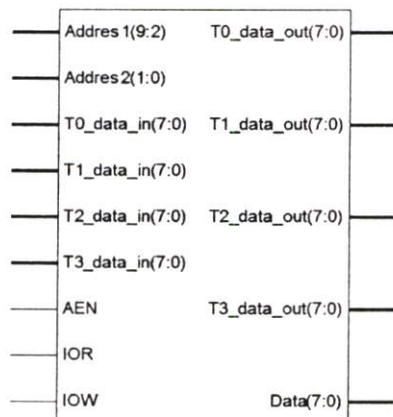 Addres1(9:2) T0_data_out(7:0)
Addres2(1:0)
T0_data_in(7:0) T1_data_out(7:0)
T1_data_in(7:0)
T2_data_in(7:0) T2_data_out(7:0)
T3_data_in(7:0)
AEN T3_data_out(7:0)
IOR
IOW Data(7:0)